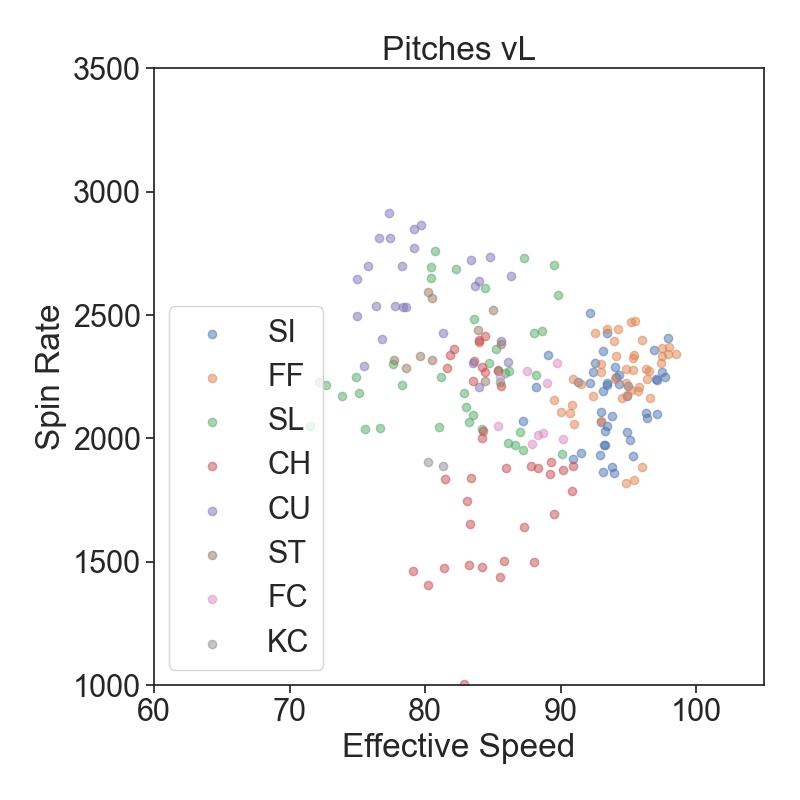 Pitches vL
3500
3000
2500
2000
1500
1000
Spin Rate
SI
FF
SL
CH
CU
ST
FC
KC
60 70 80 90 100
Effective Speed